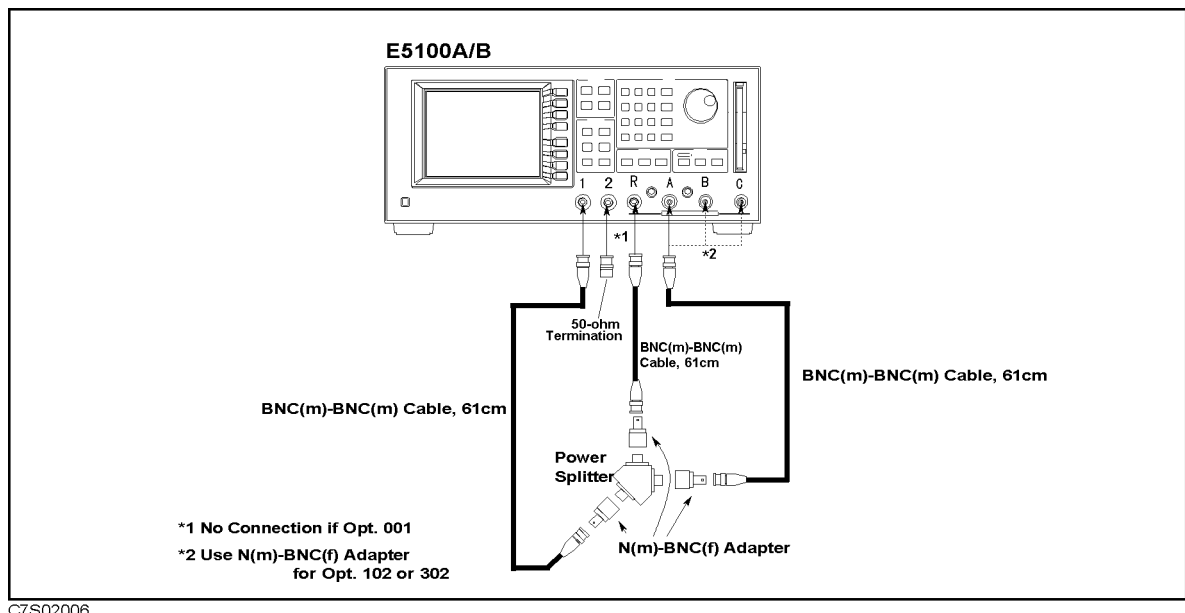 E5100A/B
1 2 R A B C
*1
*2
50-ohm
Termination
BNC(m)-BNC(m)
Cable, 61cm
BNC(m)-BNC(m) Cable, 61cm
BNC(m)-BNC(m) Cable, 61cm
Power
Splitter
*1 No Connection if Opt. 001
*2 Use N(m)-BNC(f) Adapter
for Opt. 102 or 302
N(m)-BNC(f) Adapter
C7S02006